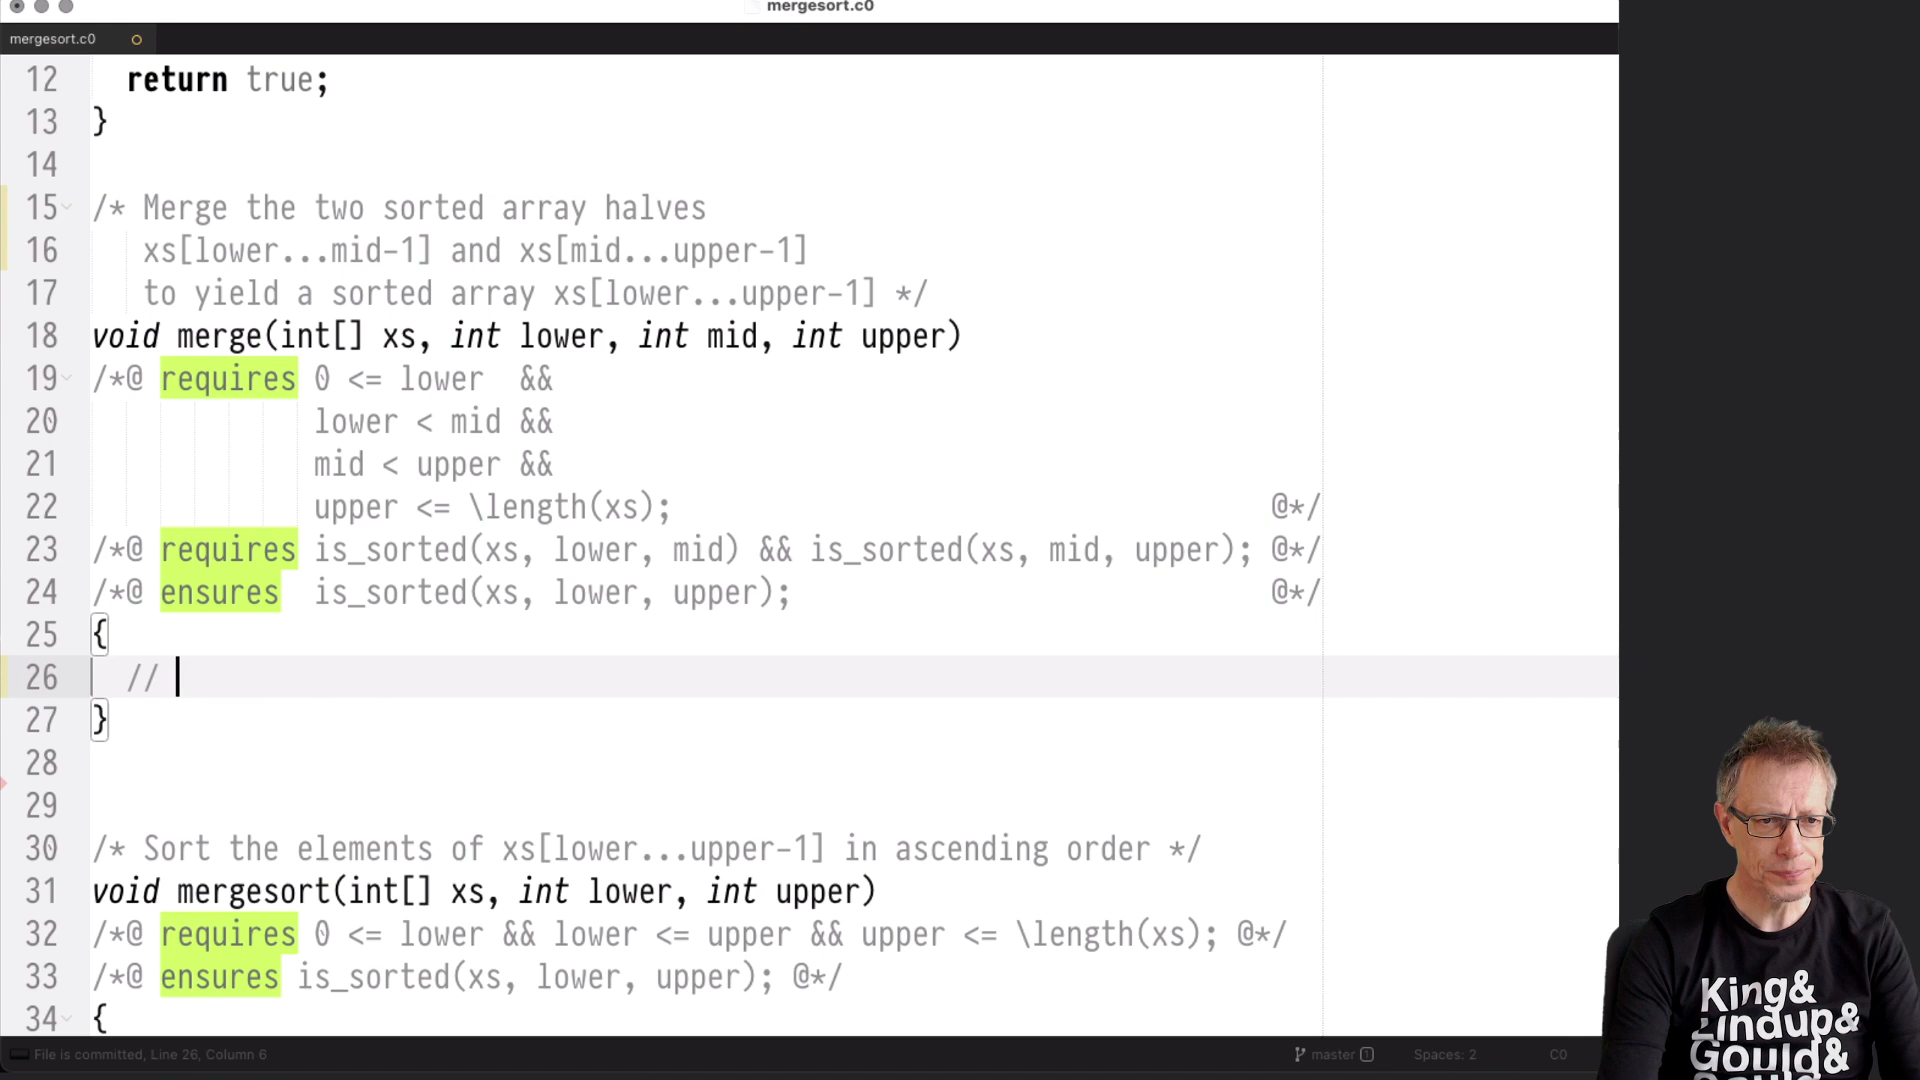 mergesort.c0
mergesort.c0
12 return true;
13 }
14
15 /* Merge the two sorted array halves
16 xs[lower...mid-1] and xs[mid...upper-1]
17 to yield a sorted array xs[lower...upper-1] */
18 void merge(int[] xs, int lower, int mid, int upper)
19 /*@ requires 0 <= lower &&
20 lower < mid &&
21 mid < upper &&
22 upper <= \length(xs); @*/
23 /*@ requires is_sorted(xs, lower, mid) && is_sorted(xs, mid, upper); @*/
24 /*@ ensures is_sorted(xs, lower, upper); @*/
25 {
26 //
27 }
28
29
30 /* Sort the elements of xs[lower...upper-1] in ascending order */
31 void mergesort(int[] xs, int lower, int upper)
32 /*@ requires 0 <= lower && lower <= upper && upper <= \length(xs); @*/
33 /*@ ensures is_sorted(xs, lower, upper); @*/
34 {
File is committed, Line 26, Column 6 master 1 Spaces: 2 C0
King&
Lindup&
Gould&